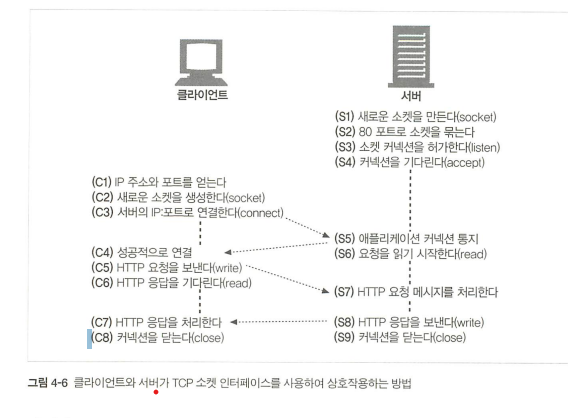 클라이언트
서버
(S1) 새로운 소켓을 만든다(socket)
(S2) 80 포트로 소켓을 묶는다
(S3) 소켓 커넥션을 허가한다(listen)
(S4) 커넥션을 기다린다(accept)
(C1) IP 주소와 포트를 얻는다
(C2) 새로운 소켓을 생성한다(socket)
(C3) 서버의 IP:포트로 연결한다(connect)
(S5) 애플리케이션 커넥션 통지
(S6) 요청을 읽기 시작한다(read)
(C4) 성공적으로 연결
(C5) HTTP 요청을 보낸다(write)
(C6) HTTP 응답을 기다린다(read)
(S7) HTTP 요청 메시지를 처리한다
(C7) HTTP 응답을 처리한다
(C8) 커넥션을 닫는다(close)
(S8) HTTP 응답을 보낸다(write)
(S9) 커넥션을 닫는다(close)
그림 4-6 클라이언트와 서버가 TCP 소켓 인터페이스를 사용하여 상호작용하는 방법